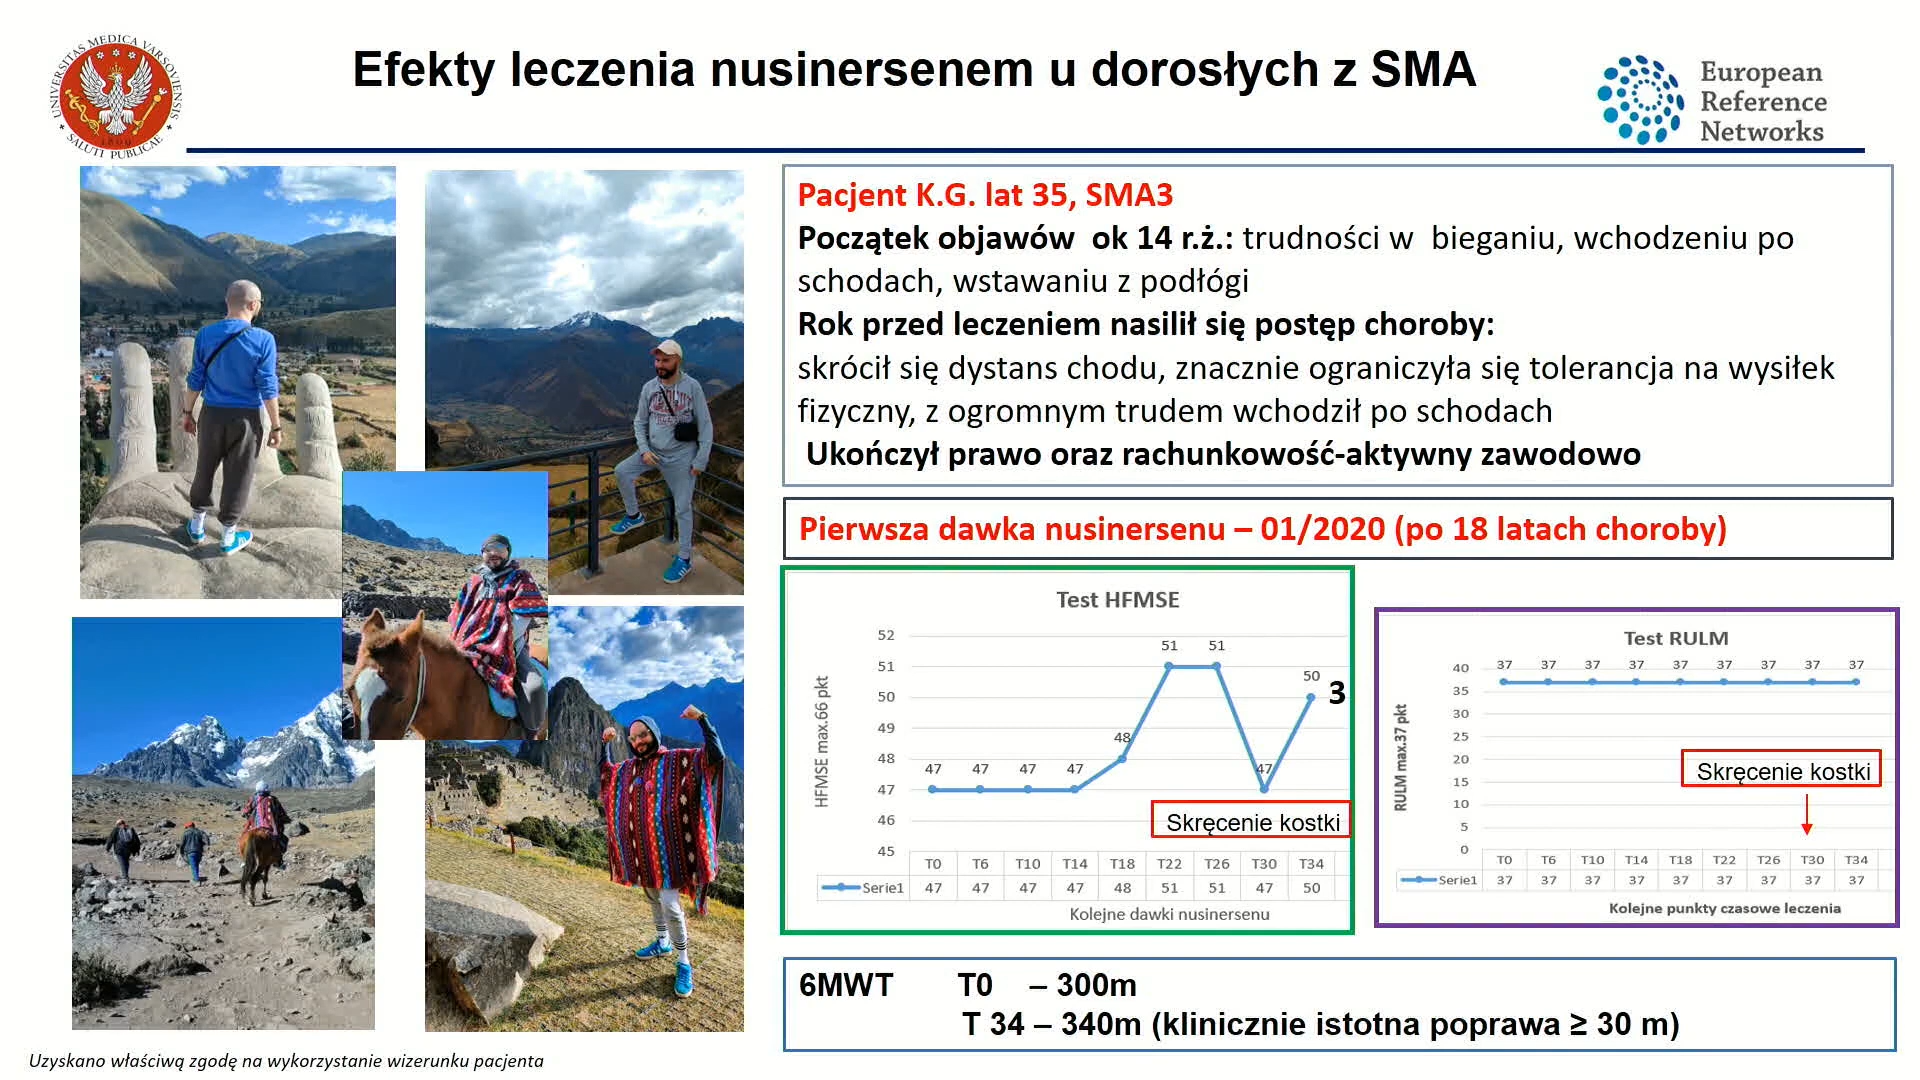 UNIVERSITAS MEDICA VARSOVIENSIS
SALUTI PUBLICAE
1809
Efekty leczenia nusinersenem u dorosłych z SMA
European
Reference
Networks
Pacjent K.G. lat 35, SMA3
Początek objawów ok 14 r.ż.: trudności w bieganiu, wchodzeniu po
schodach, wstawaniu z podłógi
Rok przed leczeniem nasilił się postęp choroby:
skrócił się dystans chodu, znacznie ograniczyła się tolerancja na wysiłek
fizyczny, z ogromnym trudem wchodził po schodach
Ukończył prawo oraz rachunkowość-aktywny zawodowo
Pierwsza dawka nusinersenu – 01/2020 (po 18 latach choroby)
Test HFMSE
HFMSE max.66 pkt
52
51
50
49
48
47
46
45
47 47 47 47 48 51 51 47 50
3
Skręcenie kostki
T0 T6 T10 T14 T18 T22 T26 T30 T34
Serie1 47 47 47 47 48 51 51 47 50
Kolejne dawki nusinersenu
Test RULM
RULM max.37 pkt
40
35
30
25
20
15
10
5
0
37 37 37 37 37 37 37 37 37
Skręcenie kostki
T0 T6 T10 T14 T18 T22 T26 T30 T34
Serie1 37 37 37 37 37 37 37 37 37
Kolejne punkty czasowe leczenia
6MWT T0 – 300m
T 34 – 340m (klinicznie istotna poprawa ≥ 30 m)
Uzyskano właściwą zgodę na wykorzystanie wizerunku pacjenta